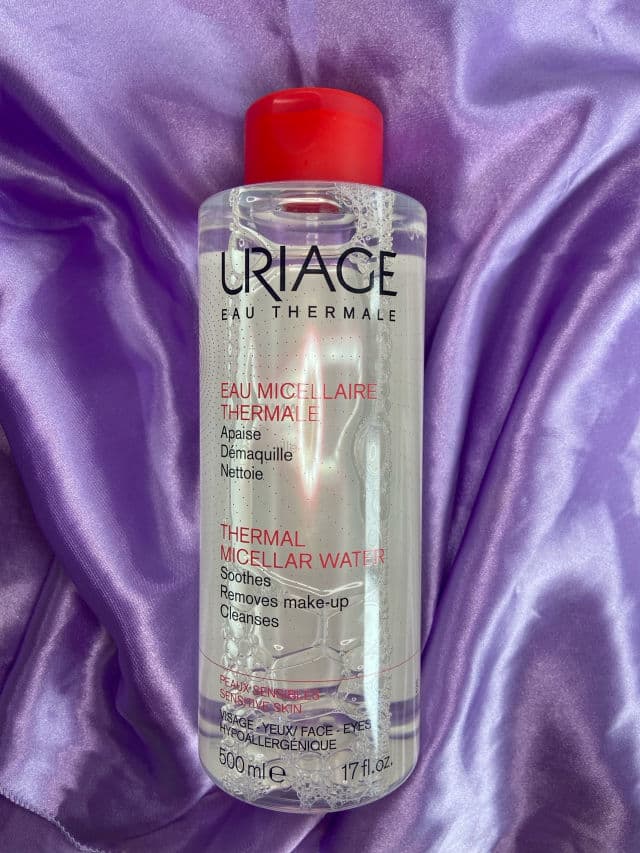 URIAGE
EAU THERMALE
EAU MICELLAIRE
THERMALE
Apaise
Démaquille
Nettoie
THERMAL
MICELLAR WATER
Soothes
Removes make-up
Cleanses
PEAUX SENSIBLES
SENSITIVE SKIN
VISAGE - YEUX/ FACE - EYES
HYPOALLERGÉNIQUE
500 ml e 17 fl.oz.